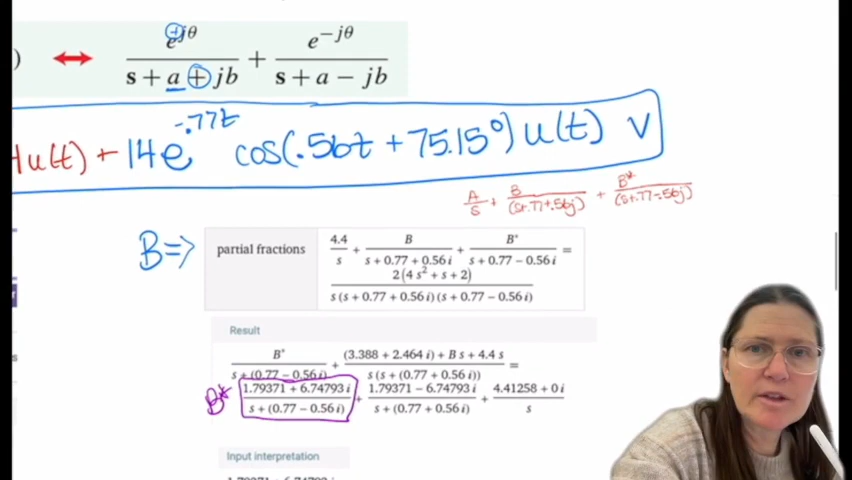 ) ↔ e^{jθ} / (s + a + jb) + e^{-jθ} / (s + a − jb)
u(t) + 14e^{-.77t} cos(.56t + 75.15°) u(t) V
A/s + B/(s+.77+.56j) + B*/(s+.77-.56j)
B ⇒
partial fractions
4.4/s + B/(s + 0.77 + 0.56 i) + B*/(s + 0.77 − 0.56 i) =
2(4 s² + s + 2) / (s (s + 0.77 + 0.56 i)(s + 0.77 − 0.56 i))
Result
B*/(s + (0.77 − 0.56 i)) + ((3.388 + 2.464 i) + B s + 4.4 s)/(s (s + (0.77 + 0.56 i))) =
B* (1.79371 + 6.74793 i)/(s + (0.77 − 0.56 i)) + (1.79371 − 6.74793 i)/(s + (0.77 + 0.56 i)) + (4.41258 + 0 i)/s
Input interpretation